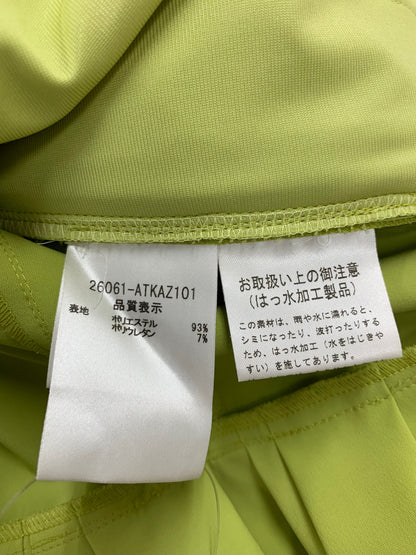 26061-ATKAZ101
品質表示
表地
ポリエステル 93%
ポリウレタン 7%
お取扱い上の御注意
(はっ水加工製品)
この素材は、雨や水に濡れると、
シミになったり、波打ったりする
ため、はっ水加工(水をはじきや
すい)を施してあります。